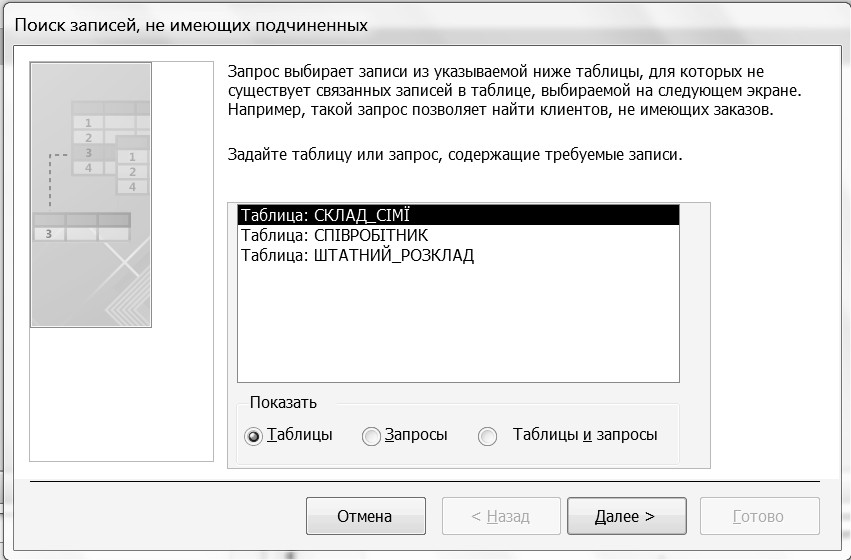 Поиск записей, не имеющих подчиненных
Запрос выбирает записи из указываемой ниже таблицы, для которых не
существует связанных записей в таблице, выбираемой на следующем экране.
Например, такой запрос позволяет найти клиентов, не имеющих заказов.
Задайте таблицу или запрос, содержащие требуемые записи.
1
2
3
4
1
2
4
3
Таблица: СКЛАД_СІМЇ
Таблица: СПІВРОБІТНИК
Таблица: ШТАТНИЙ_РОЗКЛАД
Показать
Таблицы Запросы Таблицы и запросы
Отмена < Назад Далее > Готово